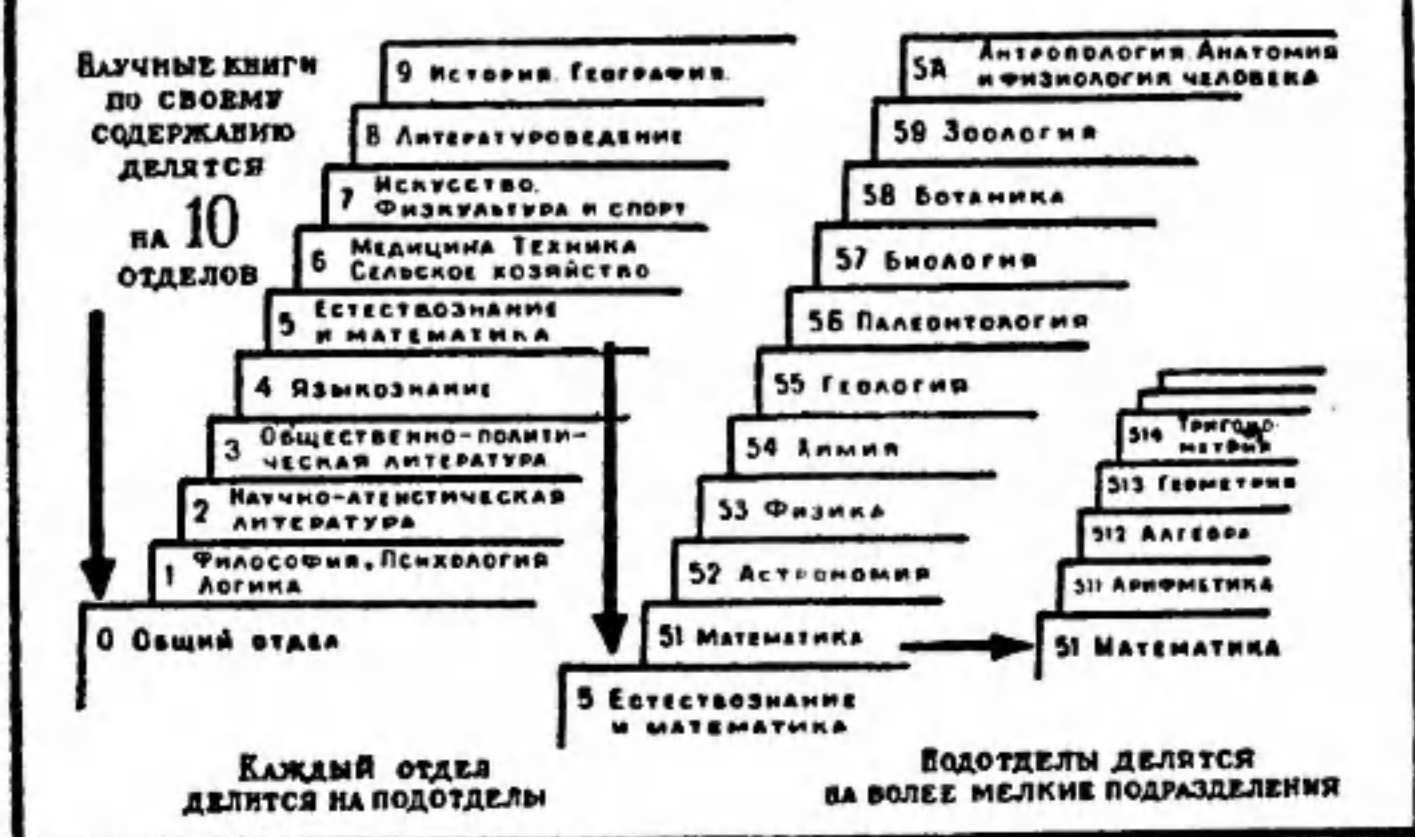 НАУЧНЫЕ КНИГИ
ПО СВОЕМУ
СОДЕРЖАНИЮ
ДЕЛЯТСЯ
НА 10
ОТДЕЛОВ
9 ИСТОРИЯ. ГЕОГРАФИЯ.
8 ЛИТЕРАТУРОВЕДЕНИЕ
7 ИСКУССТВО.
ФИЗКУЛЬТУРА И СПОРТ
6 МЕДИЦИНА ТЕХНИКА
СЕЛЬСКОЕ ХОЗЯЙСТВО
5 ЕСТЕСТВОЗНАНИЕ
И МАТЕМАТИКА
4 ЯЗЫКОЗНАНИЕ
3 ОБЩЕСТВЕННО-ПОЛИТИ-
ЧЕСКАЯ ЛИТЕРАТУРА
2 НАУЧНО-АТЕИСТИЧЕСКАЯ
ЛИТЕРАТУРА
1 ФИЛОСОФИЯ. ПСИХОЛОГИЯ
ЛОГИКА
0 ОБЩИЙ ОТДЕЛ
КАЖДЫЙ ОТДЕЛ
ДЕЛИТСЯ НА ПОДОТДЕЛЫ
5А АНТРОПОЛОГИЯ. АНАТОМИЯ
И ФИЗИОЛОГИЯ ЧЕЛОВЕКА
59 ЗООЛОГИЯ
58 БОТАНИКА
57 БИОЛОГИЯ
56 ПАЛЕОНТОЛОГИЯ
55 ГЕОЛОГИЯ
54 ХИМИЯ
53 ФИЗИКА
52 АСТРОНОМИЯ
51 МАТЕМАТИКА
5 ЕСТЕСТВОЗНАНИЕ
И МАТЕМАТИКА
514 ТРИГОНО-
МЕТРИЯ
513 ГЕОМЕТРИЯ
512 АЛГЕБРА
511 АРИФМЕТИКА
51 МАТЕМАТИКА
ПОДОТДЕЛЫ ДЕЛЯТСЯ
НА БОЛЕЕ МЕЛКИЕ ПОДРАЗДЕЛЕНИЯ